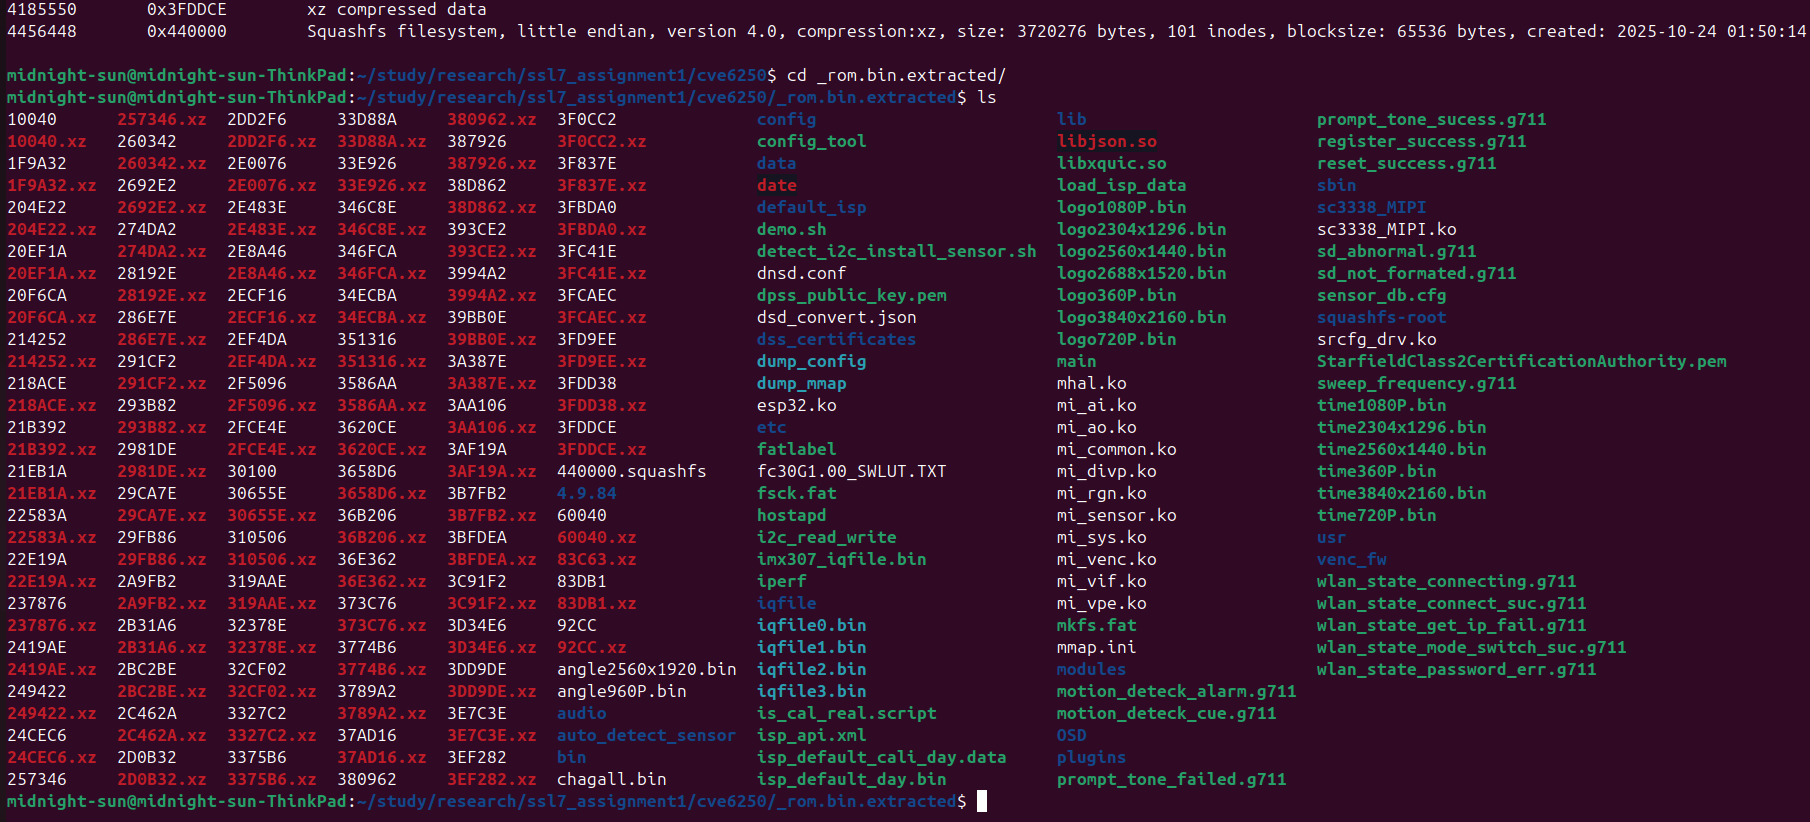 4185550       0x3FDDCE        xz compressed data
4456448       0x440000        Squashfs filesystem, little endian, version 4.0, compression:xz, size: 3720276 bytes, 101 inodes, blocksize: 65536 bytes, created: 2025-10-24 01:50:14
midnight-sun@midnight-sun-ThinkPad:~/study/research/ssl7_assignment1/cve6250$ cd _rom.bin.extracted/
midnight-sun@midnight-sun-ThinkPad:~/study/research/ssl7_assignment1/cve6250/_rom.bin.extracted$ ls
10040 257346.xz 2DD2F6 33D88A 380962.xz 3F0CC2 config lib prompt_tone_sucess.g711
10040.xz 260342 2DD2F6.xz 33D88A.xz 387926 3F0CC2.xz config_tool libjson.so register_success.g711
1F9A32 260342.xz 2E0076 33E926 387926.xz 3F837E data libxquic.so reset_success.g711
1F9A32.xz 2692E2 2E0076.xz 33E926.xz 38D862 3F837E.xz date load_isp_data sbin
204E22 2692E2.xz 2E483E 346C8E 38D862.xz 3FBDA0 default_isp logo1080P.bin sc3338_MIPI
204E22.xz 274DA2 2E483E.xz 346C8E.xz 393CE2 3FBDA0.xz demo.sh logo2304x1296.bin sc3338_MIPI.ko
20EF1A 274DA2.xz 2E8A46 346FCA 393CE2.xz 3FC41E detect_i2c_install_sensor.sh logo2560x1440.bin sd_abnormal.g711
20EF1A.xz 28192E 2E8A46.xz 346FCA.xz 3994A2 3FC41E.xz dnsd.conf logo2688x1520.bin sd_not_formated.g711
20F6CA 28192E.xz 2ECF16 34ECBA 3994A2.xz 3FCAEC dpss_public_key.pem logo360P.bin sensor_db.cfg
20F6CA.xz 286E7E 2ECF16.xz 34ECBA.xz 39BB0E 3FCAEC.xz dsd_convert.json logo3840x2160.bin squashfs-root
214252 286E7E.xz 2EF4DA 351316 39BB0E.xz 3FD9EE dss_certificates logo720P.bin srcfg_drv.ko
214252.xz 291CF2 2EF4DA.xz 351316.xz 3A387E 3FD9EE.xz dump_config main StarfieldClass2CertificationAuthority.pem
218ACE 291CF2.xz 2F5096 3586AA 3A387E.xz 3FDD38 dump_mmap mhal.ko sweep_frequency.g711
218ACE.xz 293B82 2F5096.xz 3586AA.xz 3AA106 3FDD38.xz esp32.ko mi_ai.ko time1080P.bin
21B392 293B82.xz 2FCE4E 3620CE 3AA106.xz 3FDDCE etc mi_ao.ko time2304x1296.bin
21B392.xz 2981DE 2FCE4E.xz 3620CE.xz 3AF19A 3FDDCE.xz fatlabel mi_common.ko time2560x1440.bin
21EB1A 2981DE.xz 30100 3658D6 3AF19A.xz 440000.squashfs fc30G1.00_SWLUT.TXT mi_divp.ko time360P.bin
21EB1A.xz 29CA7E 30655E 3658D6.xz 3B7FB2 4.9.84 fsck.fat mi_rgn.ko time3840x2160.bin
22583A 29CA7E.xz 30655E.xz 36B206 3B7FB2.xz 60040 hostapd mi_sensor.ko time720P.bin
22583A.xz 29FB86 310506 36B206.xz 3BFDEA 60040.xz i2c_read_write mi_sys.ko usr
22E19A 29FB86.xz 310506.xz 36E362 3BFDEA.xz 83C63.xz imx307_iqfile.bin mi_venc.ko venc_fw
22E19A.xz 2A9FB2 319AAE 36E362.xz 3C91F2 83DB1 iperf mi_vif.ko wlan_state_connecting.g711
237876 2A9FB2.xz 319AAE.xz 373C76 3C91F2.xz 83DB1.xz iqfile mi_vpe.ko wlan_state_connect_suc.g711
237876.xz 2B31A6 32378E 373C76.xz 3D34E6 92CC iqfile0.bin mkfs.fat wlan_state_get_ip_fail.g711
2419AE 2B31A6.xz 32378E.xz 3774B6 3D34E6.xz 92CC.xz iqfile1.bin mmap.ini wlan_state_mode_switch_suc.g711
2419AE.xz 2BC2BE 32CF02 3774B6.xz 3DD9DE angle2560x1920.bin iqfile2.bin modules wlan_state_password_err.g711
249422 2BC2BE.xz 32CF02.xz 3789A2 3DD9DE.xz angle960P.bin iqfile3.bin motion_deteck_alarm.g711
249422.xz 2C462A 3327C2 3789A2.xz 3E7C3E audio is_cal_real.script motion_deteck_cue.g711
24CEC6 2C462A.xz 3327C2.xz 37AD16 3E7C3E.xz auto_detect_sensor isp_api.xml OSD
24CEC6.xz 2D0B32 3375B6 37AD16.xz 3EF282 bin isp_default_cali_day.data plugins
257346 2D0B32.xz 3375B6.xz 380962 3EF282.xz chagall.bin isp_default_day.bin prompt_tone_failed.g711
midnight-sun@midnight-sun-ThinkPad:~/study/research/ssl7_assignment1/cve6250/_rom.bin.extracted$